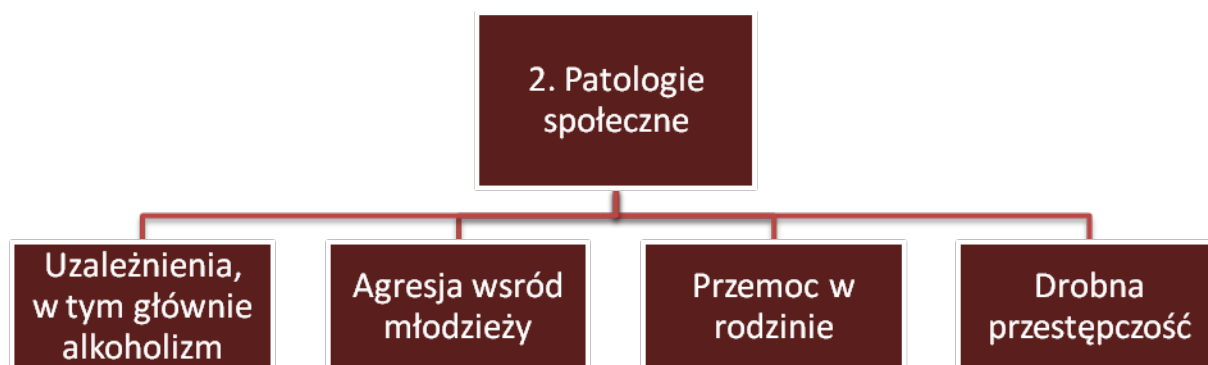 2. Patologie
społeczne
Uzależnienia,
w tym głównie
alkoholizm
Agresja wsród
młodzieży
Przemoc w
rodzinie
Drobna
przestępczość